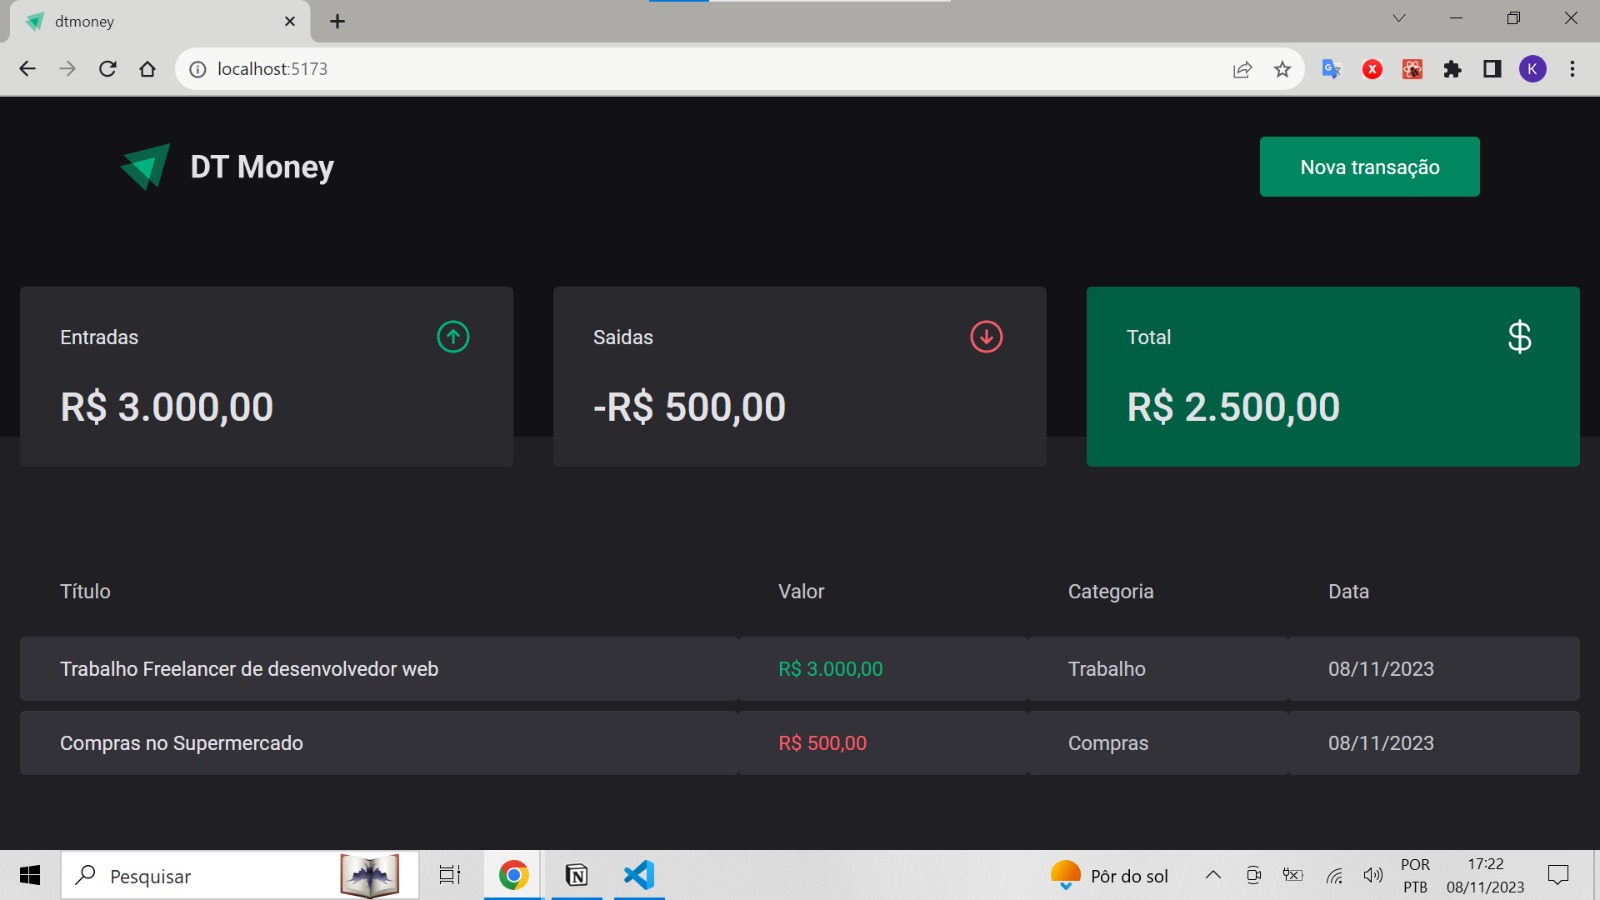 dtmoney
localhost:5173
K
DT Money
Nova transação
Entradas
Saidas
Total
$
R$ 3.000,00
-R$ 500,00
R$ 2.500,00
Título Valor Categoria Data
Trabalho Freelancer de desenvolvedor web R$ 3.000,00 Trabalho 08/11/2023
Compras no Supermercado R$ 500,00 Compras 08/11/2023
Pesquisar
Pôr do sol
POR
PTB
17:22
08/11/2023